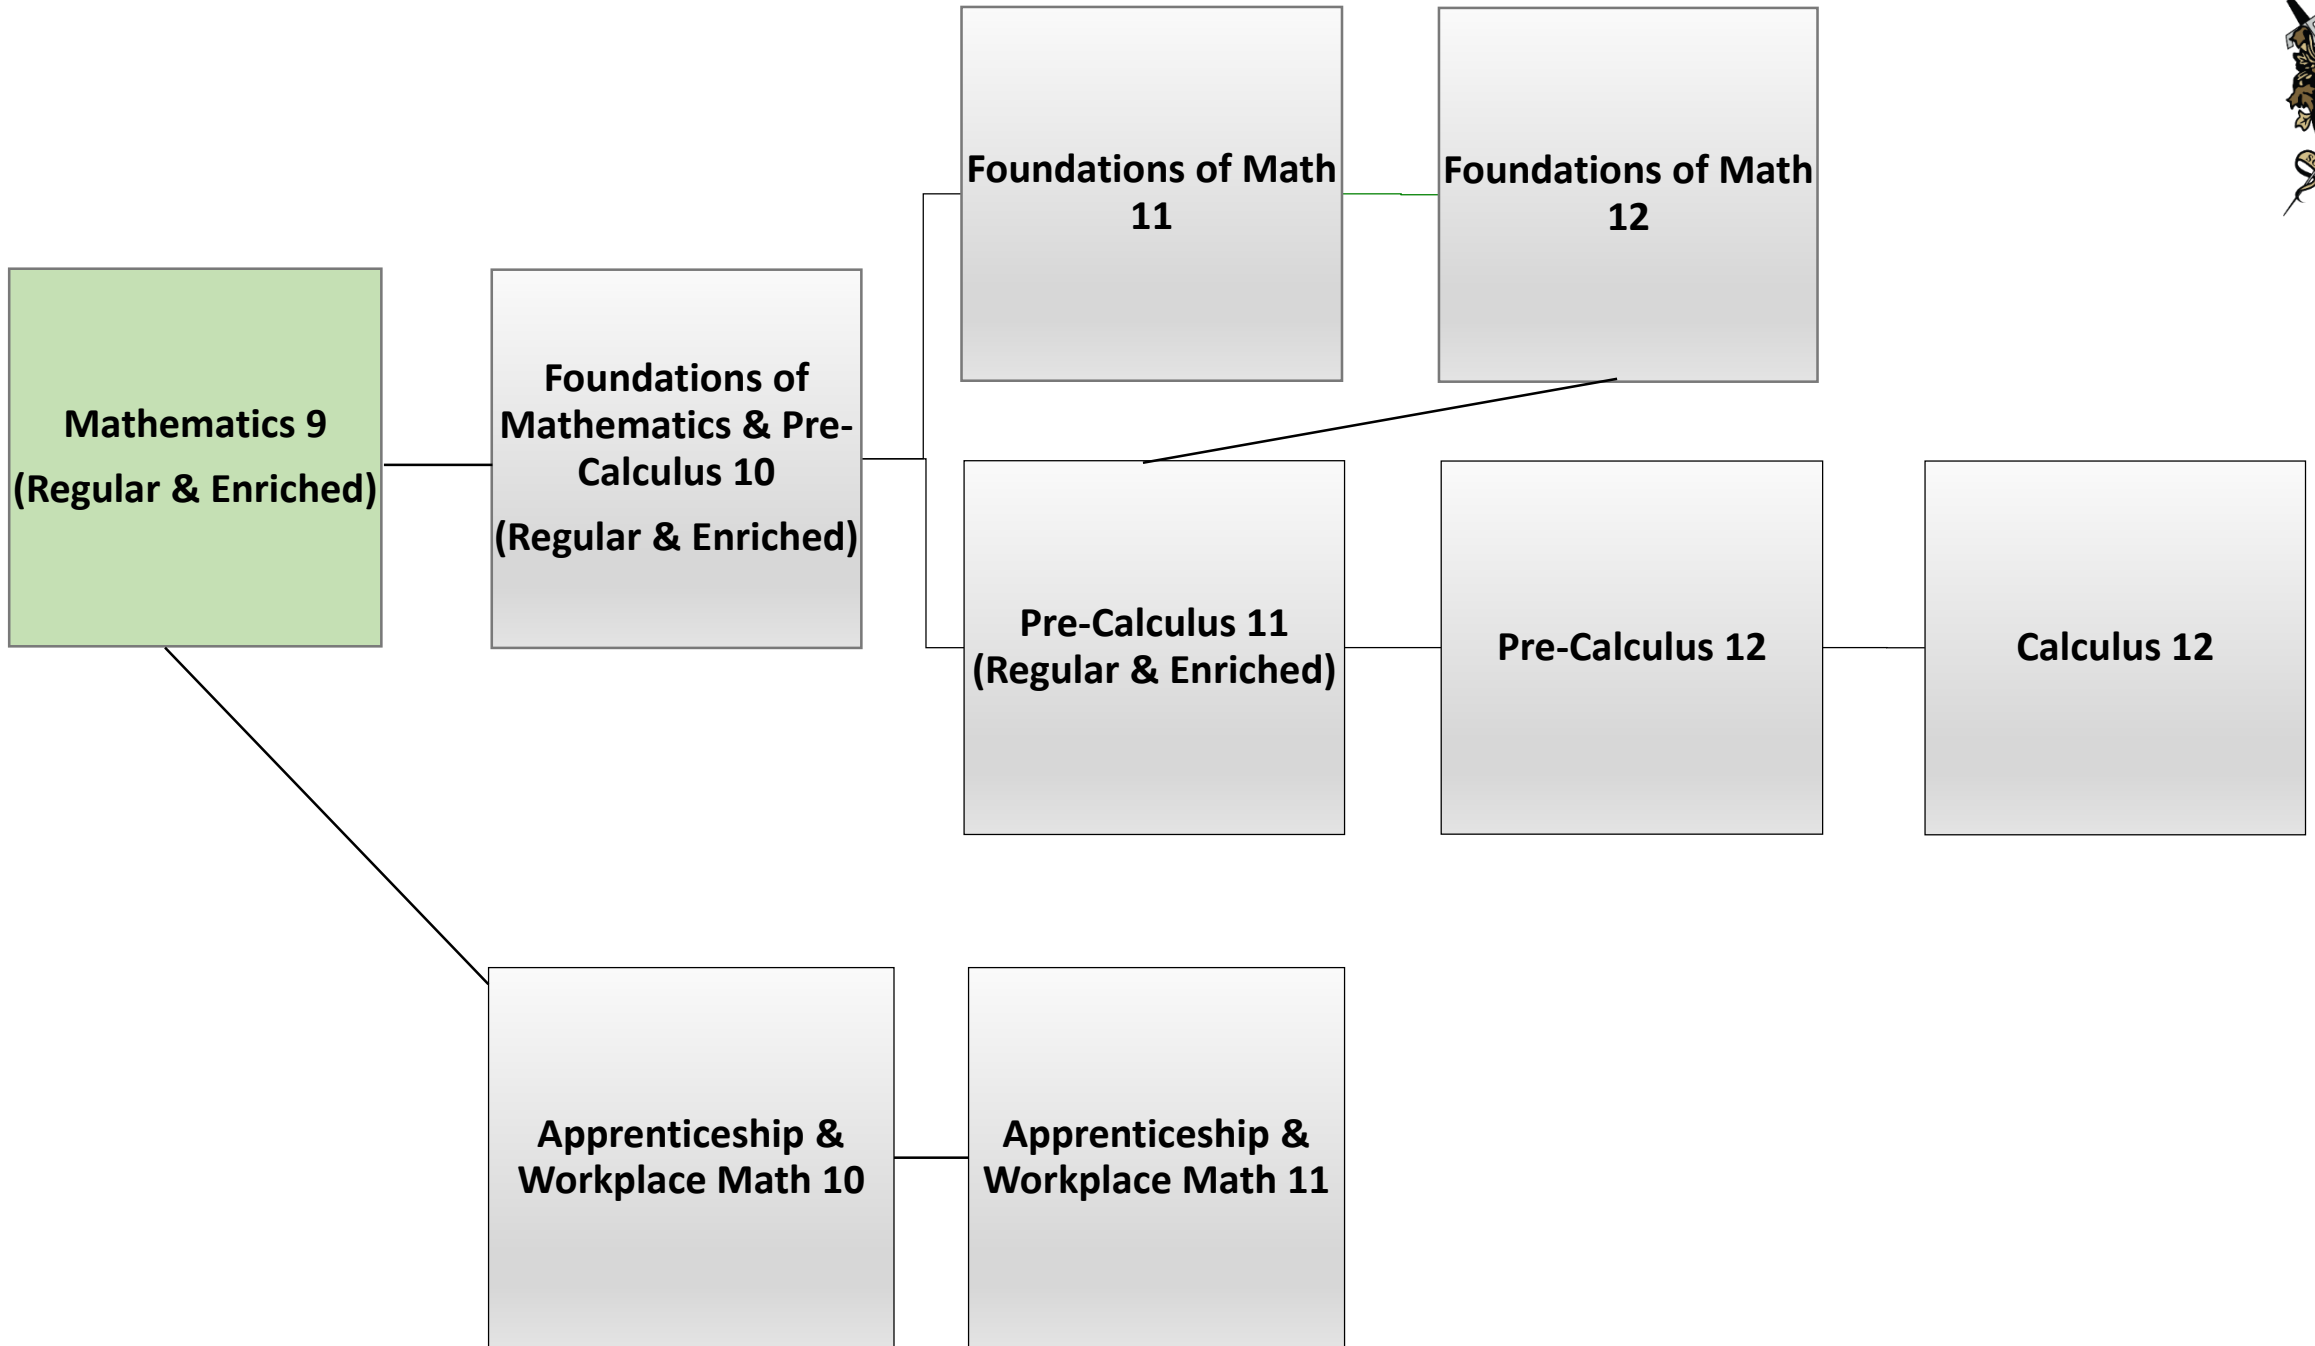 Foundations of Math
11
Foundations of Math
12
Mathematics 9
(Regular & Enriched)
Foundations of
Mathematics & Pre-
Calculus 10
(Regular & Enriched)
Pre-Calculus 11
(Regular & Enriched)
Pre-Calculus 12
Calculus 12
Apprenticeship &
Workplace Math 10
Apprenticeship &
Workplace Math 11